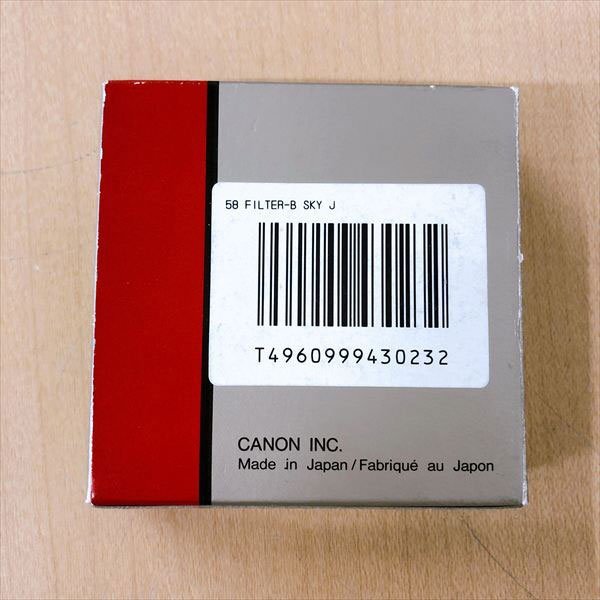 58 FILTER-B SKY J
T4960999430232
CANON INC.
Made in Japan/Fabriqué au Japon